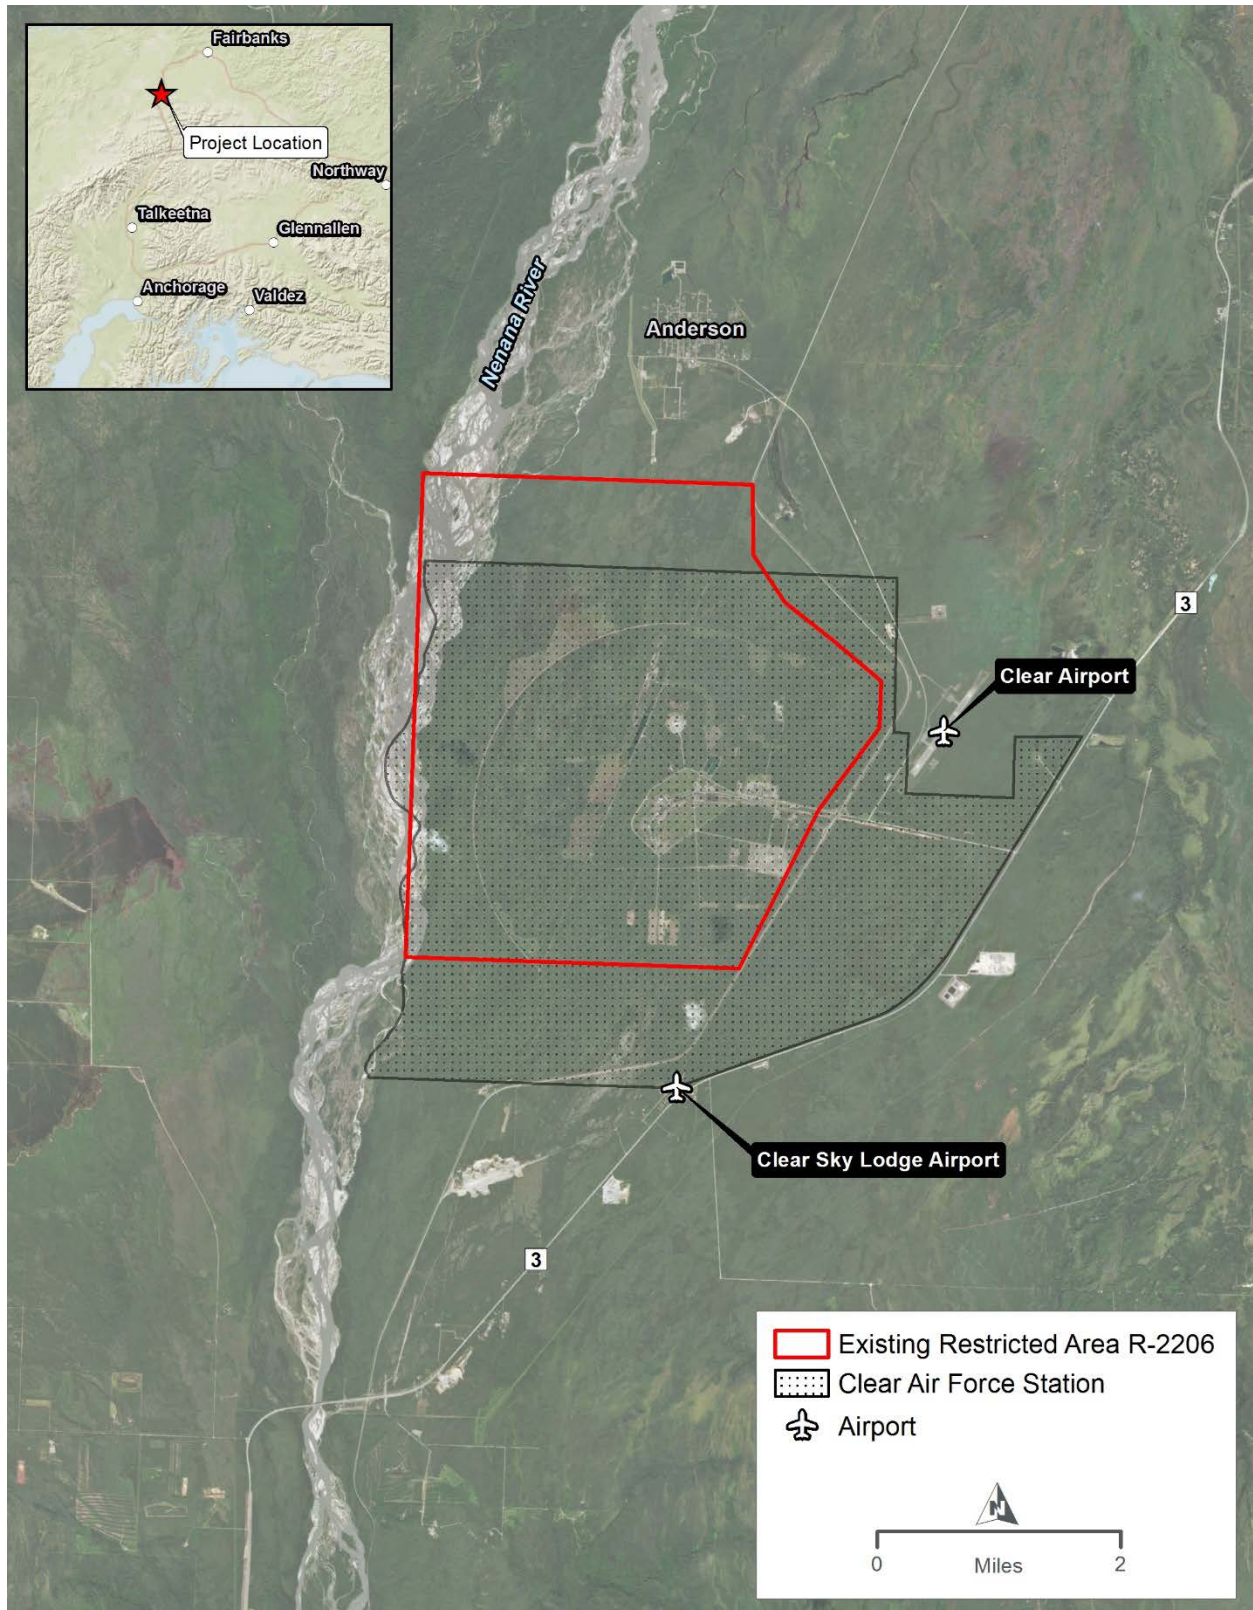 Fairbanks
Project Location
Northway
Talkeetna
Glennallen
Anchorage
Valdez
Nenana River
Anderson
3
Clear Airport
Clear Sky Lodge Airport
3
Existing Restricted Area R-2206
Clear Air Force Station
Airport
N
0 Miles 2